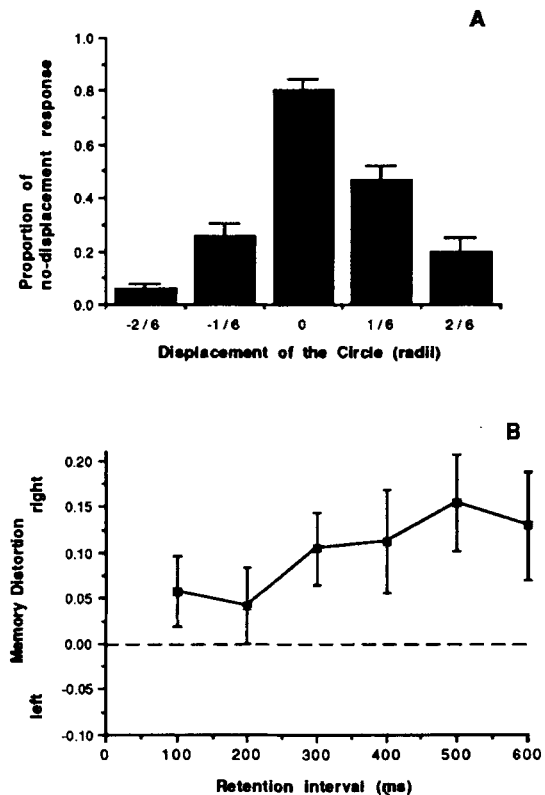 A
Proportion of
no-displacement response
1.0
0.8
0.6
0.4
0.2
0.0
-2/6 -1/6 0 1/6 2/6
Displacement of the Circle (radii)
B
Memory Distortion
left right
0.20
0.15
0.10
0.05
0.00
-0.05
-0.10
0 100 200 300 400 500 600
Retention interval (ms)